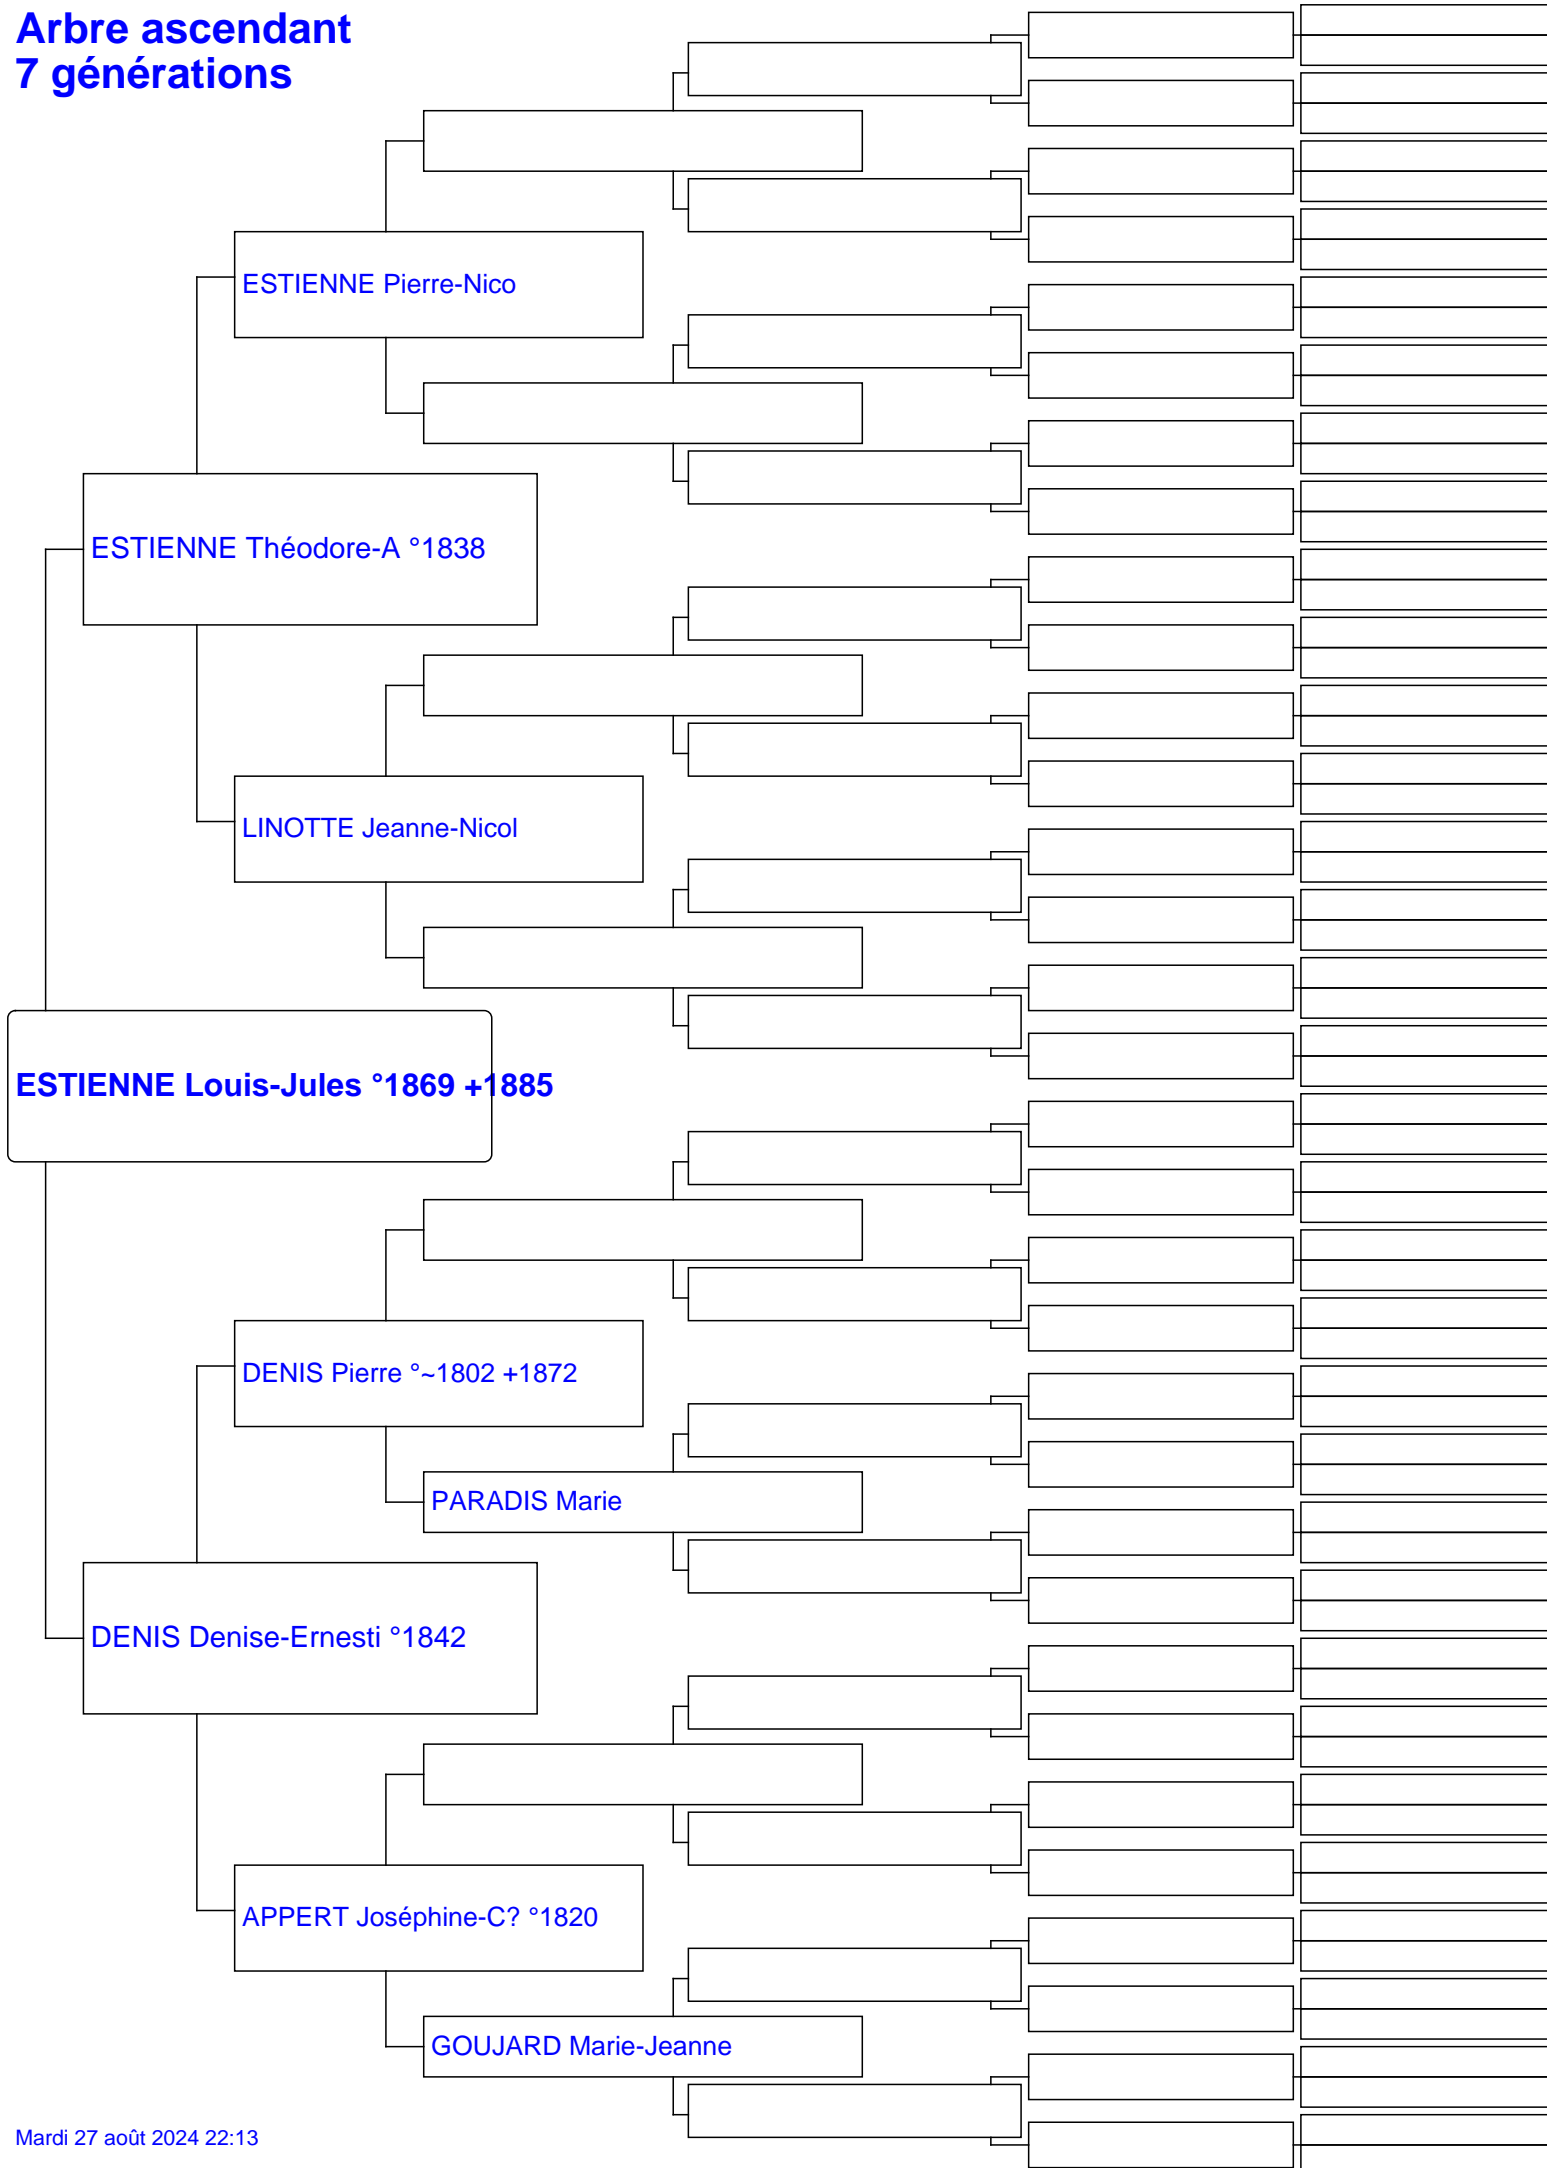 Arbre ascendant
7 générations
ESTIENNE Pierre-Nico
ESTIENNE Théodore-A °1838
LINOTTE Jeanne-Nicol
ESTIENNE Louis-Jules °1869 +1885
DENIS Pierre °~1802 +1872
PARADIS Marie
DENIS Denise-Ernesti °1842
APPERT Joséphine-C? °1820
GOUJARD Marie-Jeanne
Mardi 27 août 2024 22:13